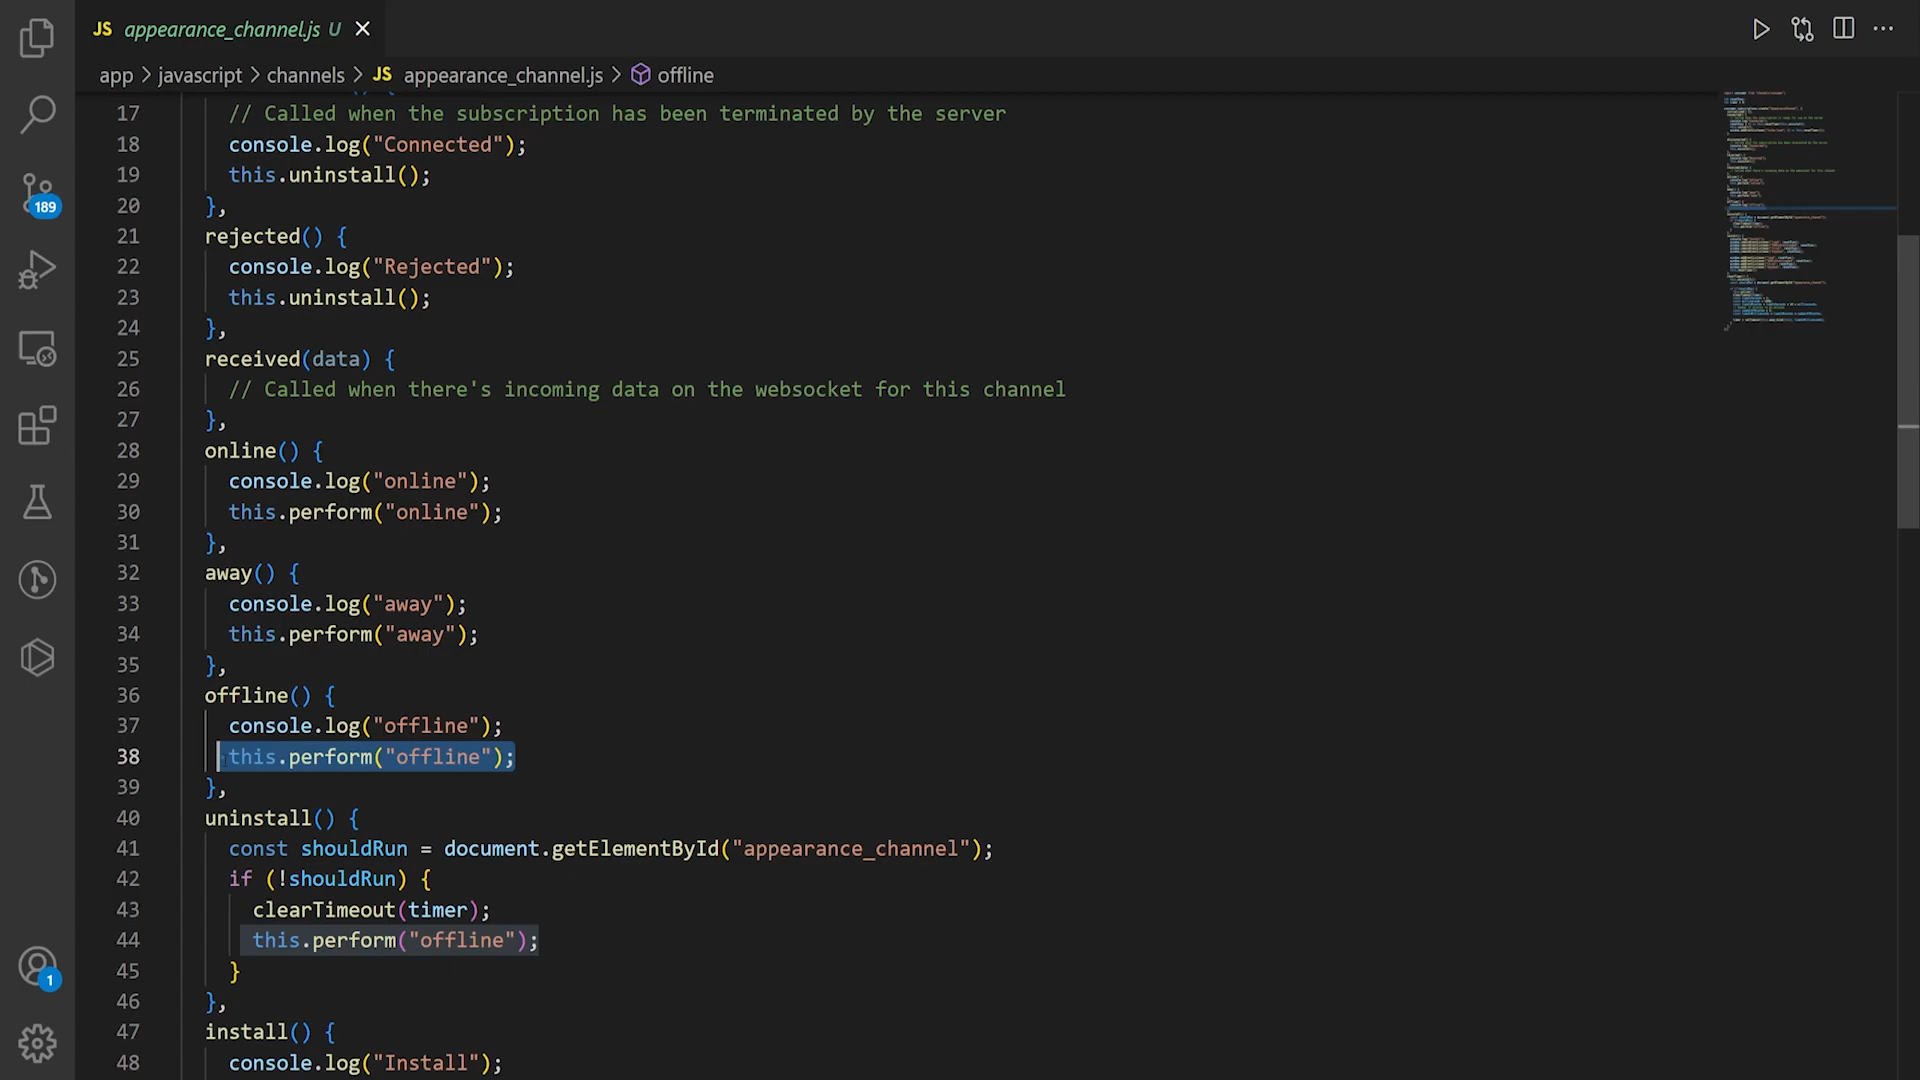 JS appearance_channel.js U
app > javascript > channels > JS appearance_channel.js > offline
17 // Called when the subscription has been terminated by the server
18 console.log("Connected");
19 this.uninstall();
20 },
21 rejected() {
22 console.log("Rejected");
23 this.uninstall();
24 },
25 received(data) {
26 // Called when there's incoming data on the websocket for this channel
27 },
28 online() {
29 console.log("online");
30 this.perform("online");
31 },
32 away() {
33 console.log("away");
34 this.perform("away");
35 },
36 offline() {
37 console.log("offline");
38 this.perform("offline");
39 },
40 uninstall() {
41 const shouldRun = document.getElementById("appearance_channel");
42 if (!shouldRun) {
43 clearTimeout(timer);
44 this.perform("offline");
45 }
46 },
47 install() {
48 console.log("Install");
189
1